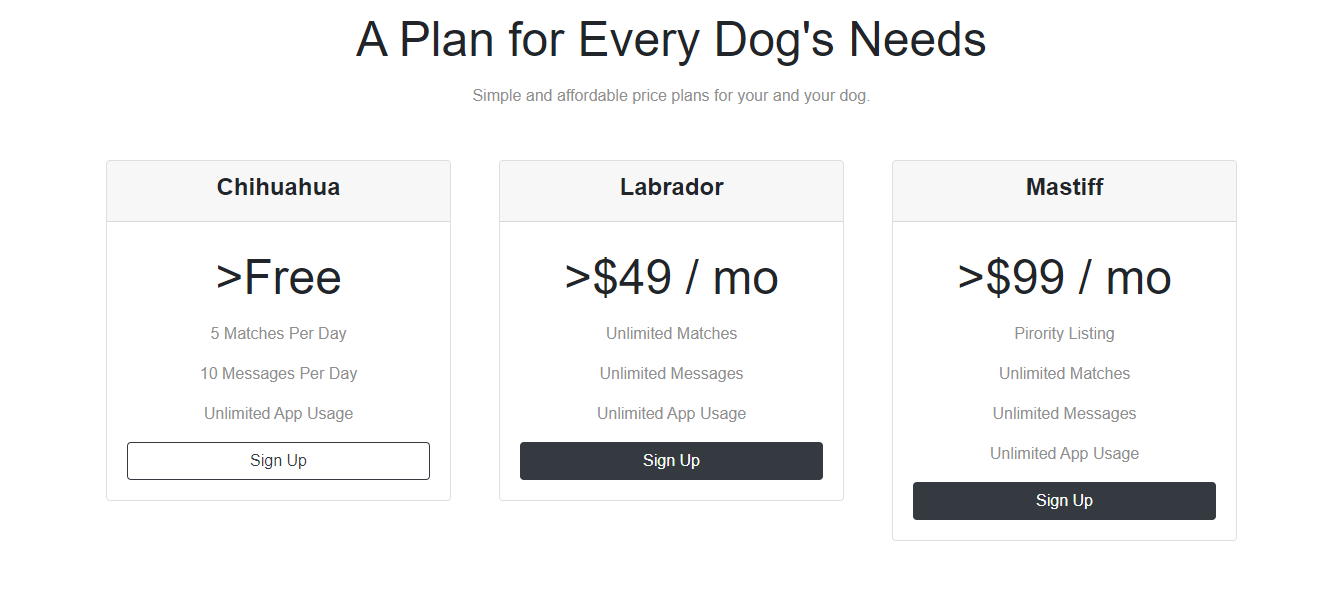 A Plan for Every Dog's Needs
Simple and affordable price plans for your and your dog.
Chihuahua
>Free
5 Matches Per Day
10 Messages Per Day
Unlimited App Usage
Sign Up
Labrador
>$49 / mo
Unlimited Matches
Unlimited Messages
Unlimited App Usage
Sign Up
Mastiff
>$99 / mo
Pirority Listing
Unlimited Matches
Unlimited Messages
Unlimited App Usage
Sign Up